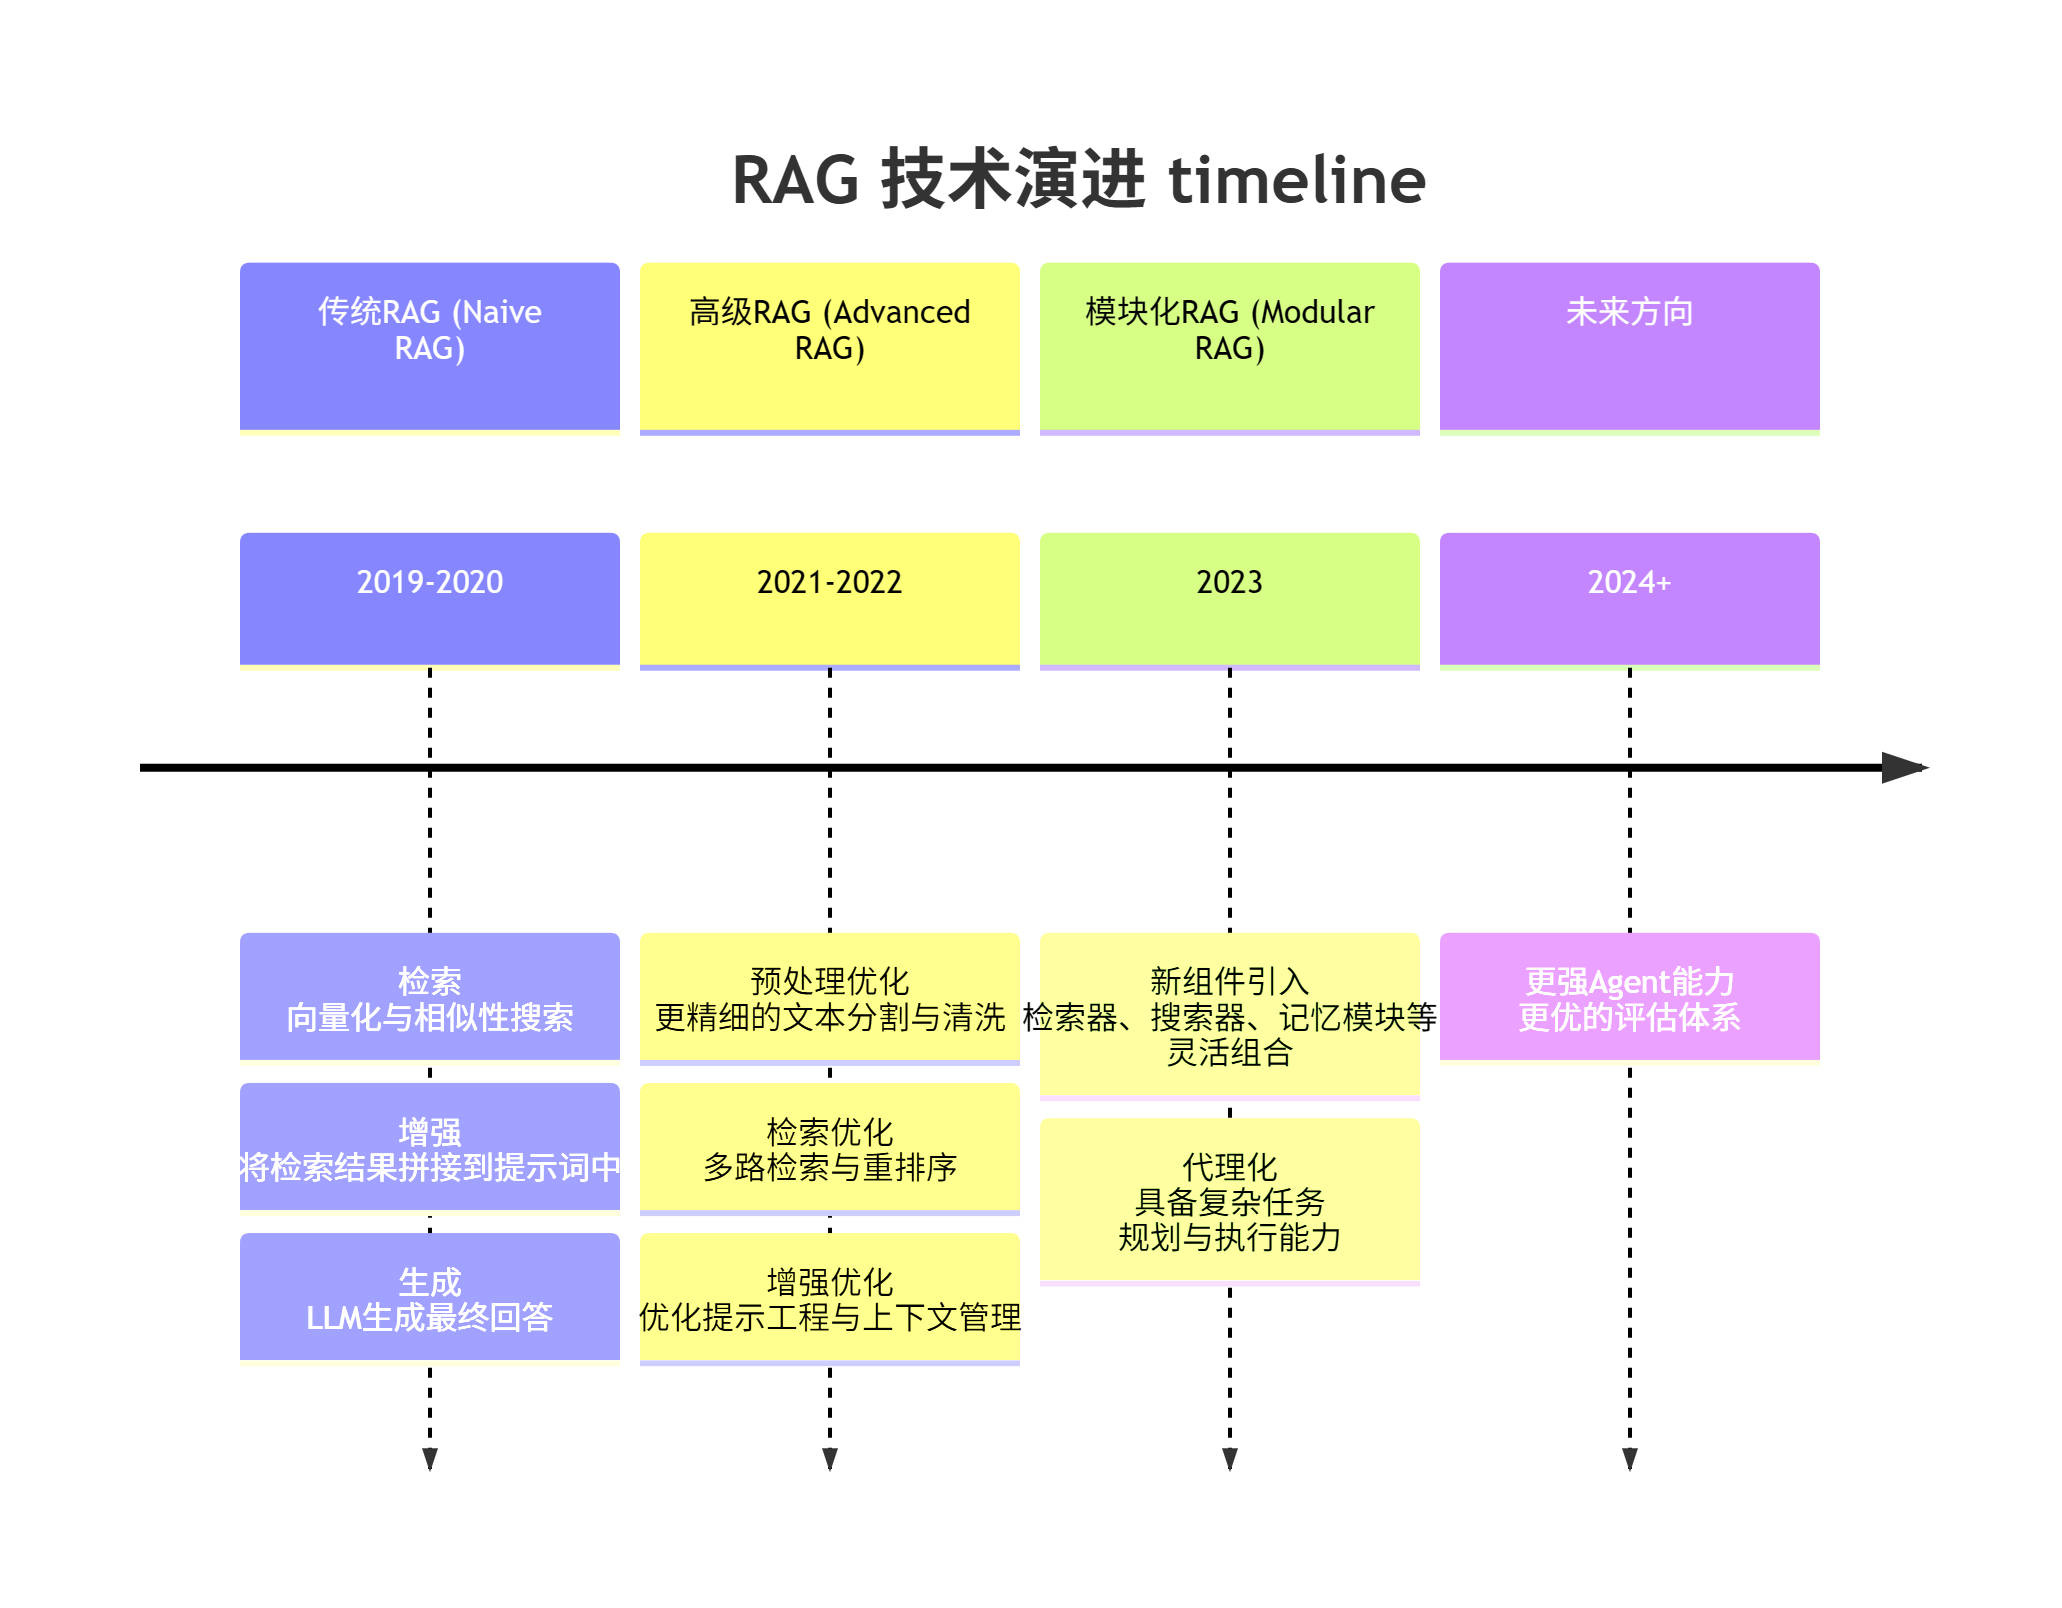 RAG 技术演进 timeline
传统RAG (Naive
RAG)
高级RAG (Advanced
RAG)
模块化RAG (Modular
RAG)
未来方向
2019-2020
2021-2022
2023
2024+
检索
向量化与相似性搜索
增强
将检索结果拼接到提示词中
生成
LLM生成最终回答
预处理优化
更精细的文本分割与清洗
检索优化
多路检索与重排序
增强优化
优化提示工程与上下文管理
新组件引入
检索器、搜索器、记忆模块等
灵活组合
代理化
具备复杂任务
规划与执行能力
更强Agent能力
更优的评估体系